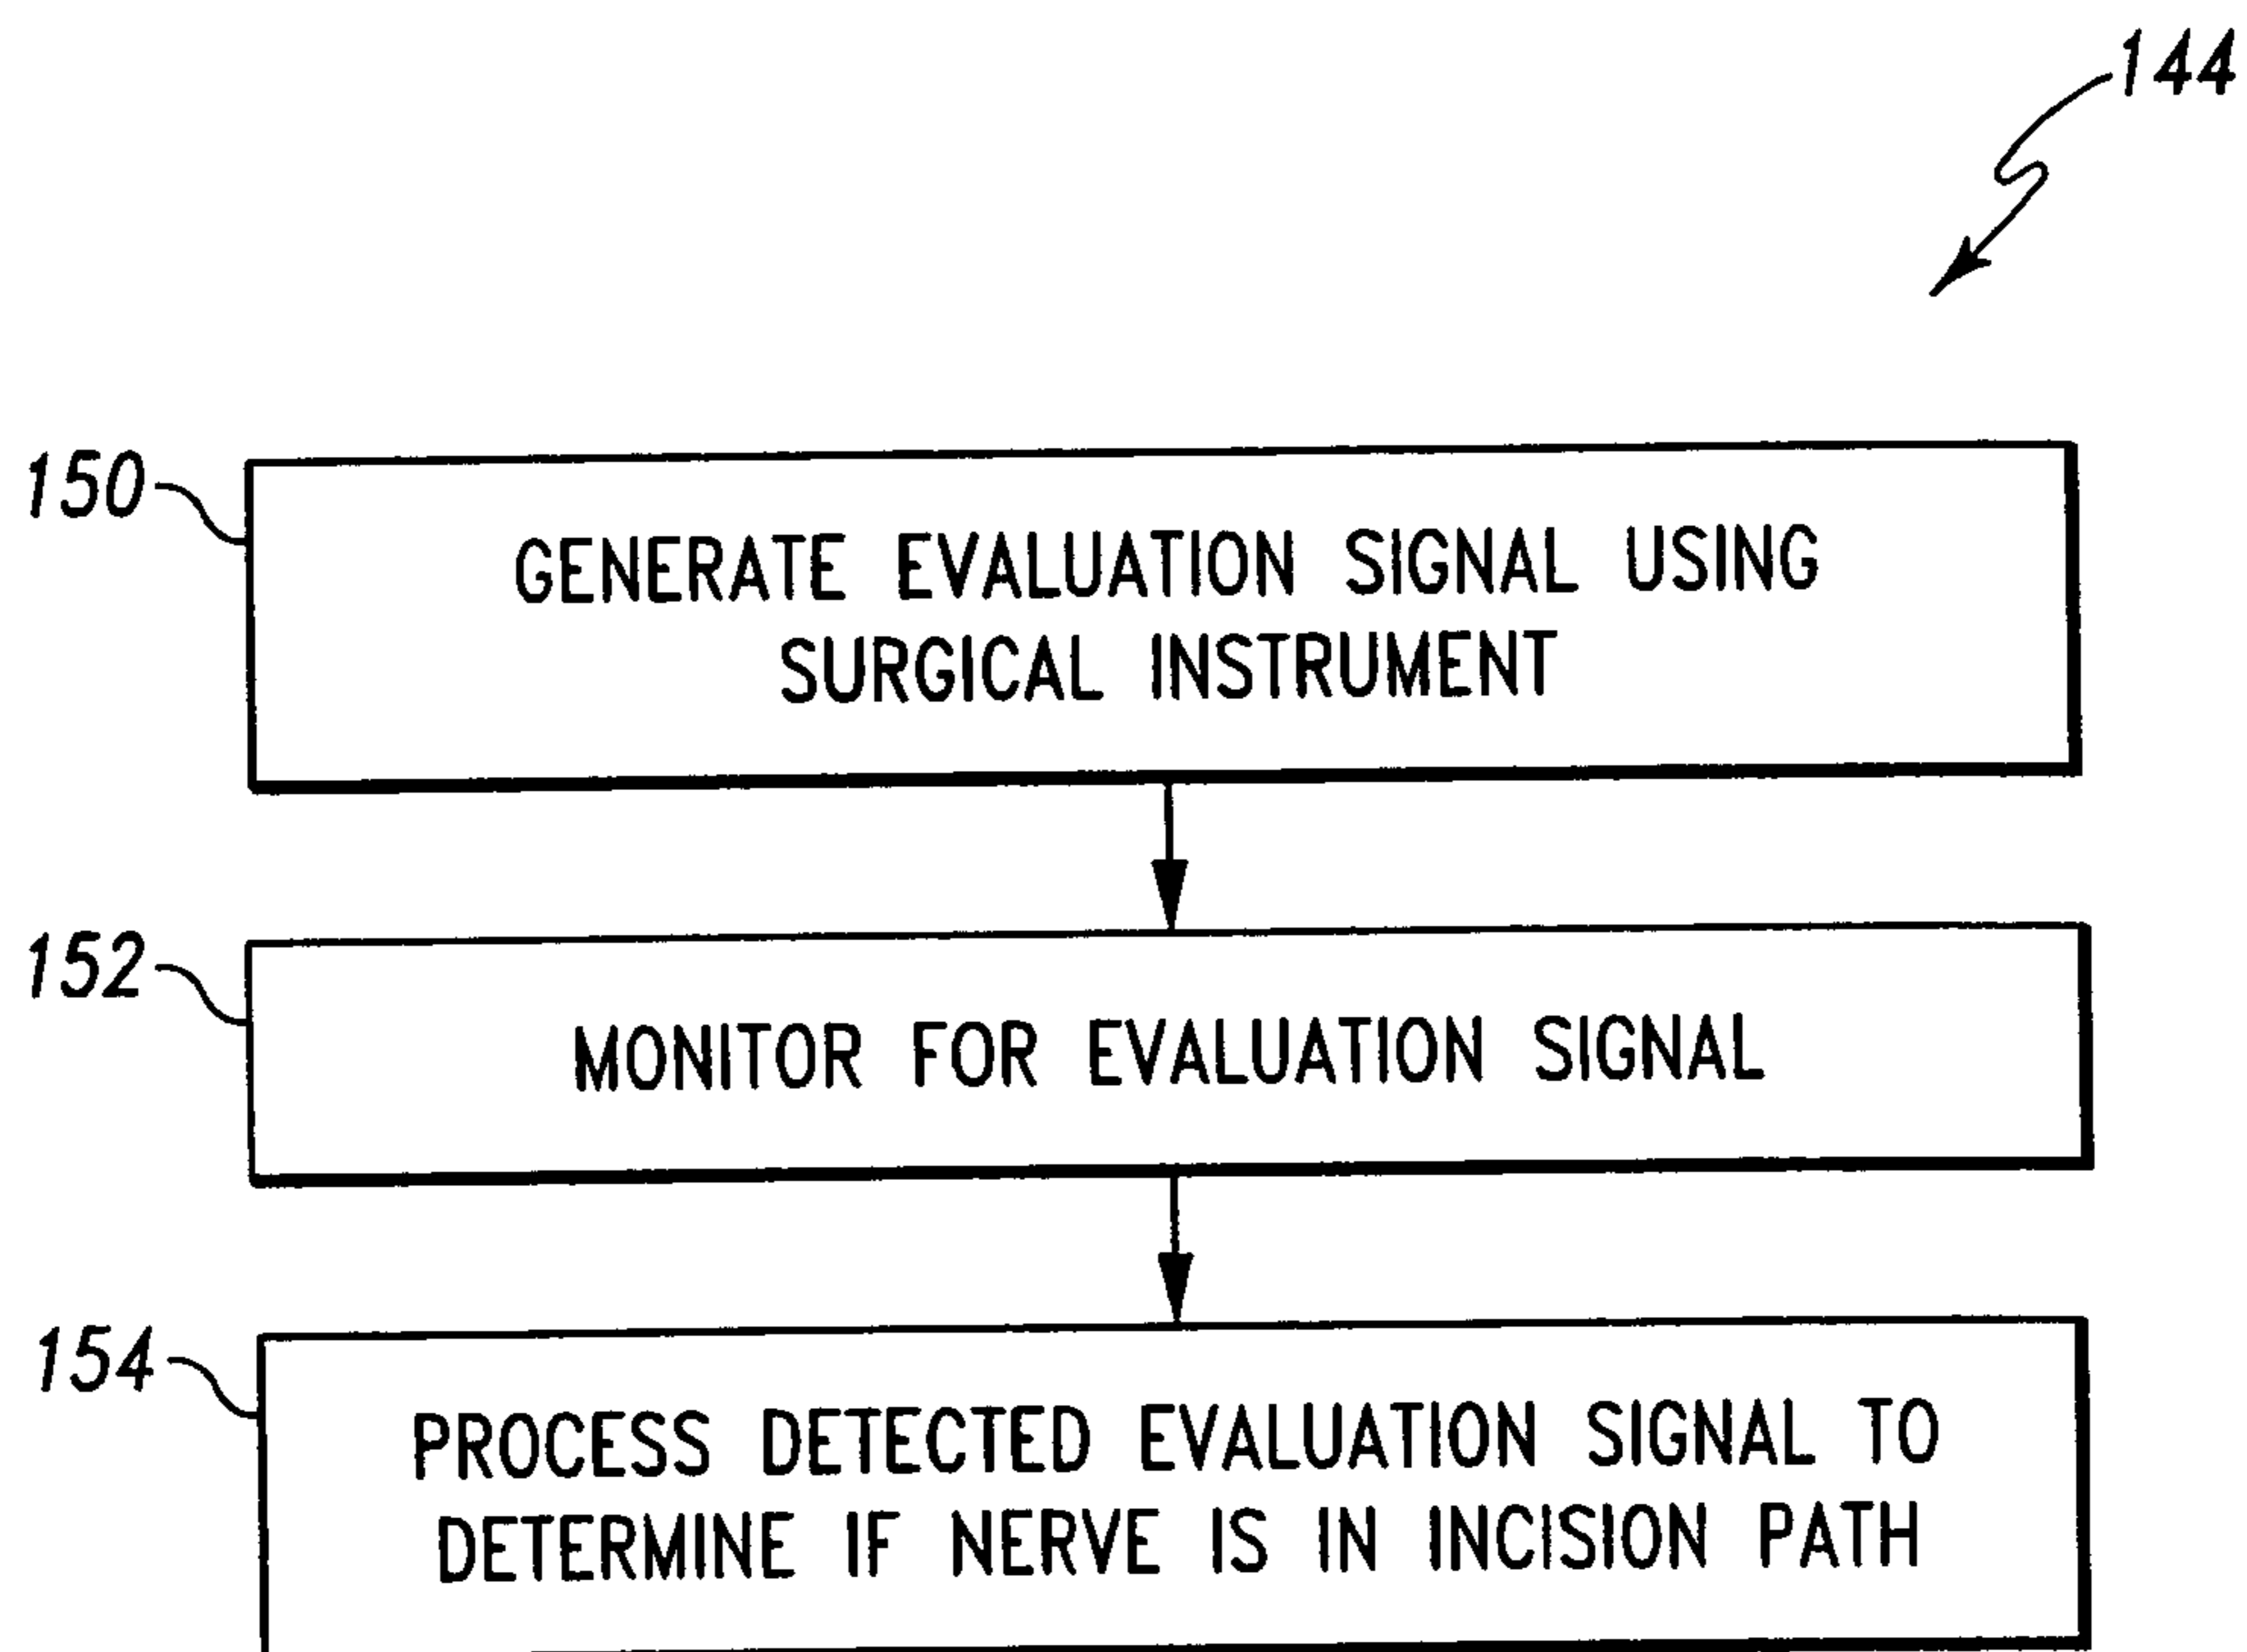 144
150
GENERATE EVALUATION SIGNAL USING
SURGICAL INSTRUMENT
152
MONITOR FOR EVALUATION SIGNAL
154
PROCESS DETECTED EVALUATION SIGNAL TO
DETERMINE IF NERVE IS IN INCISION PATH